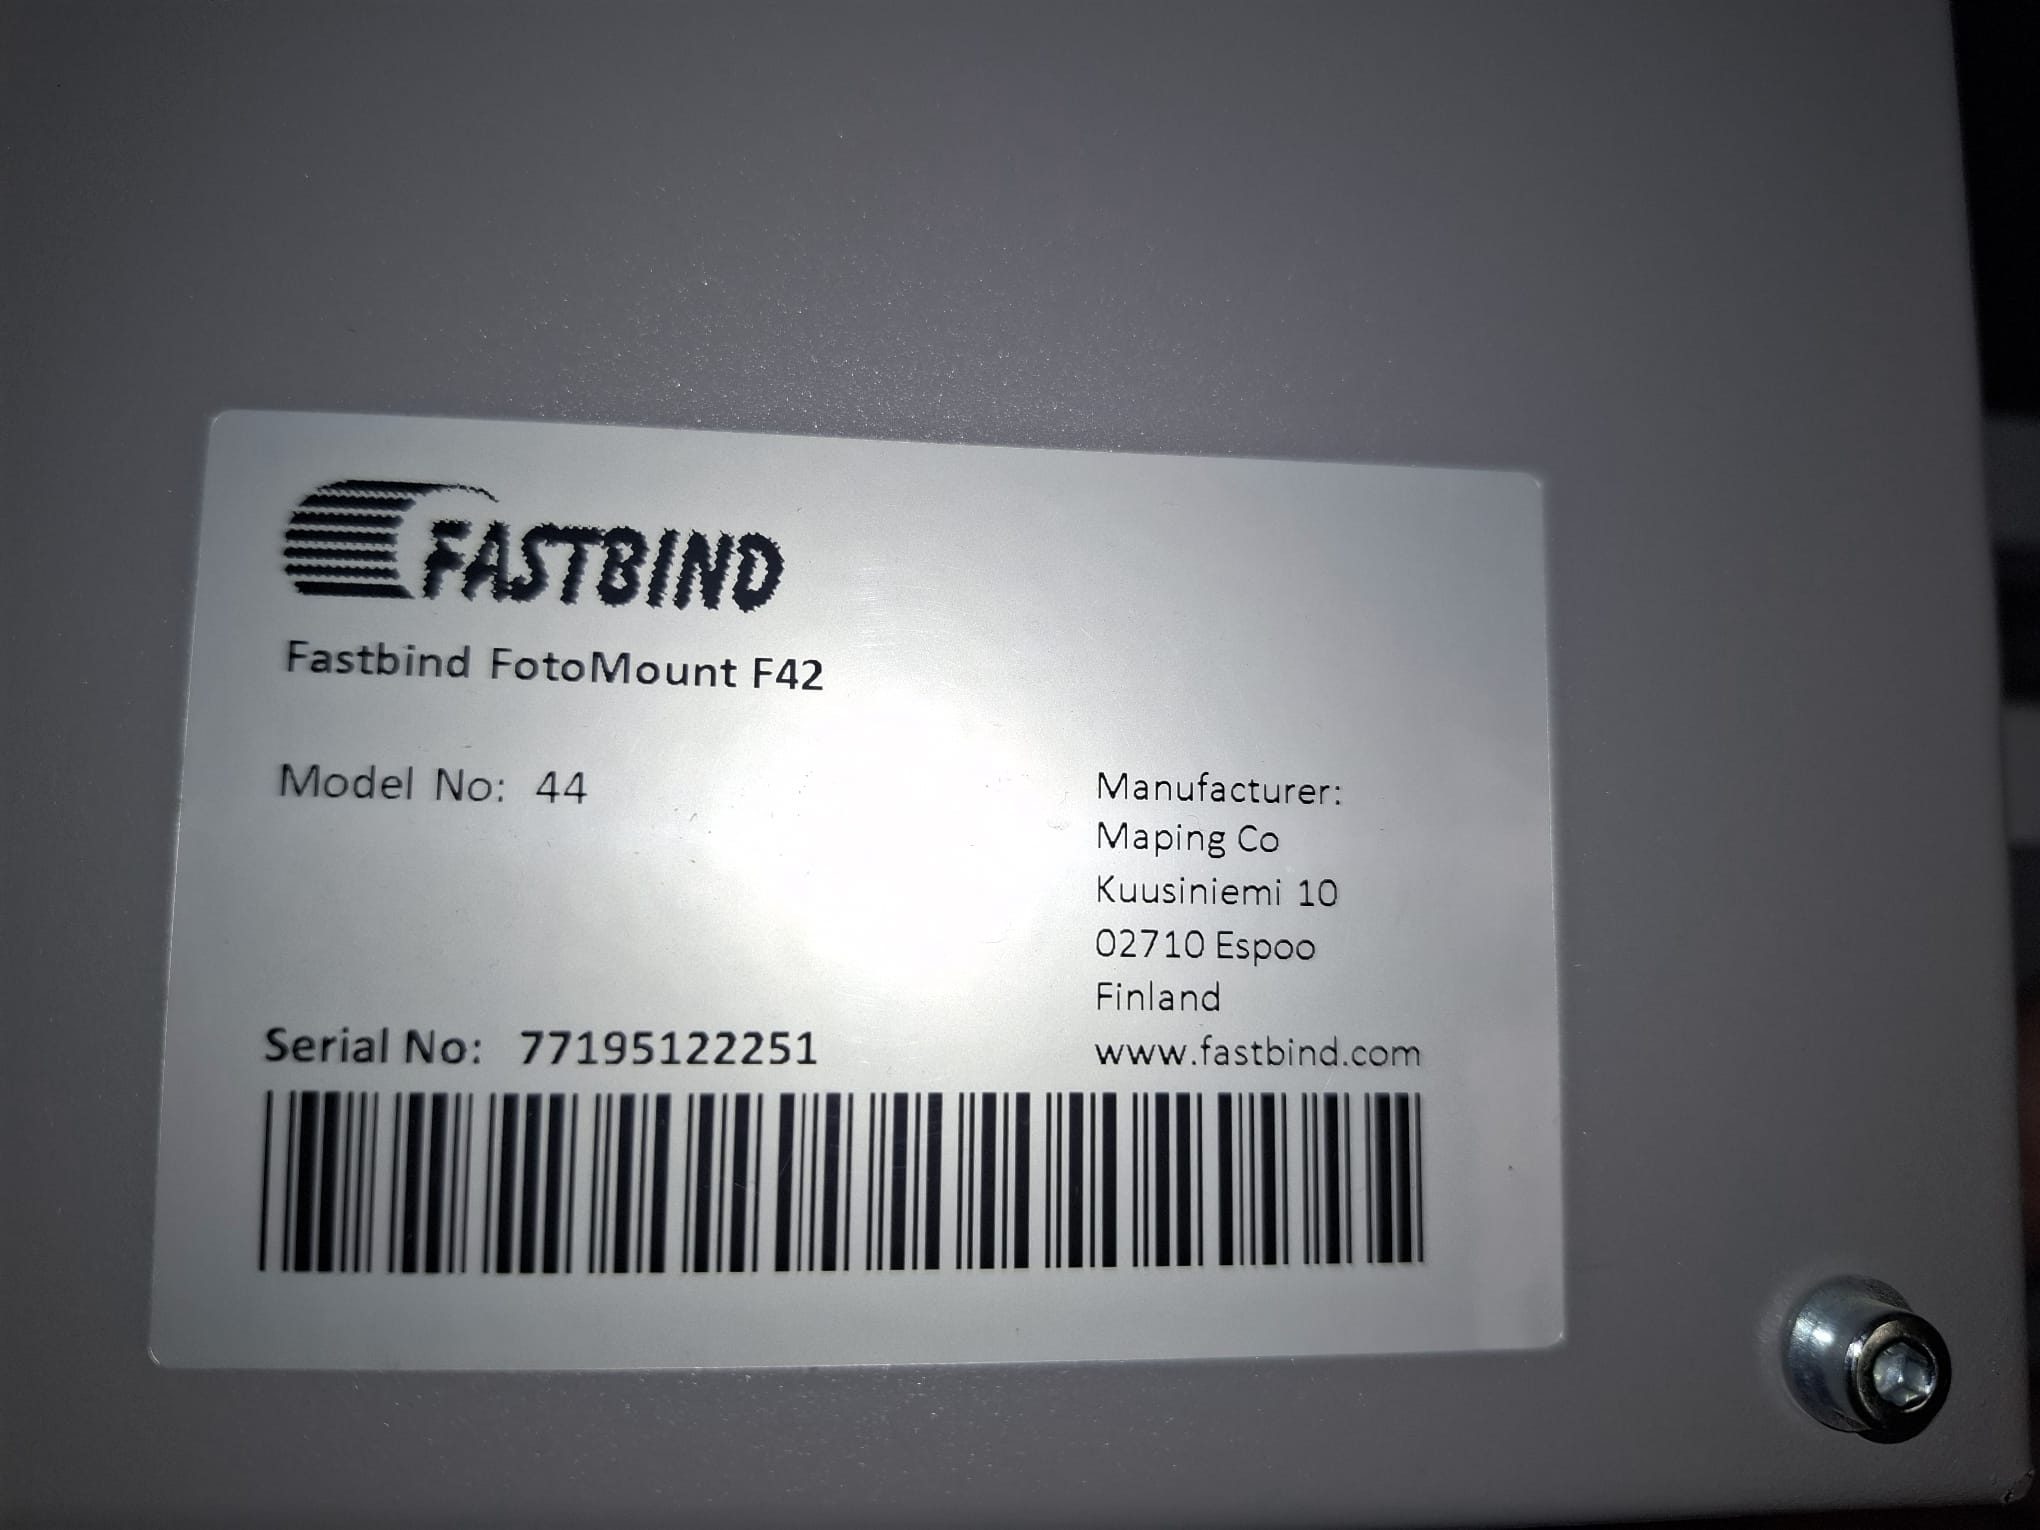 FASTBIND
Fastbind FotoMount F42
Model No: 44
Manufacturer:
Maping Co
Kuusiniemi 10
02710 Espoo
Finland
www.fastbind.com
Serial No: 77195122251